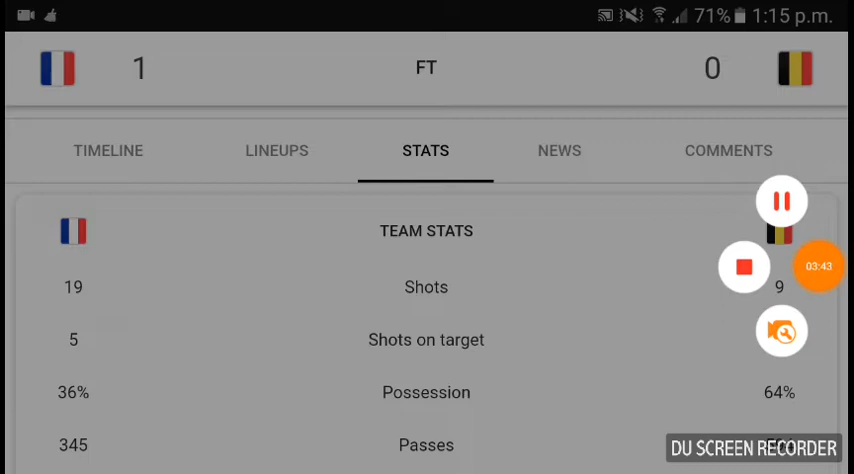 71% 1:15 p.m.
1 FT 0
TIMELINE LINEUPS STATS NEWS COMMENTS
TEAM STATS
19 Shots 9
03:43
5 Shots on target
36% Possession 64%
345 Passes
DU SCREEN RECORDER